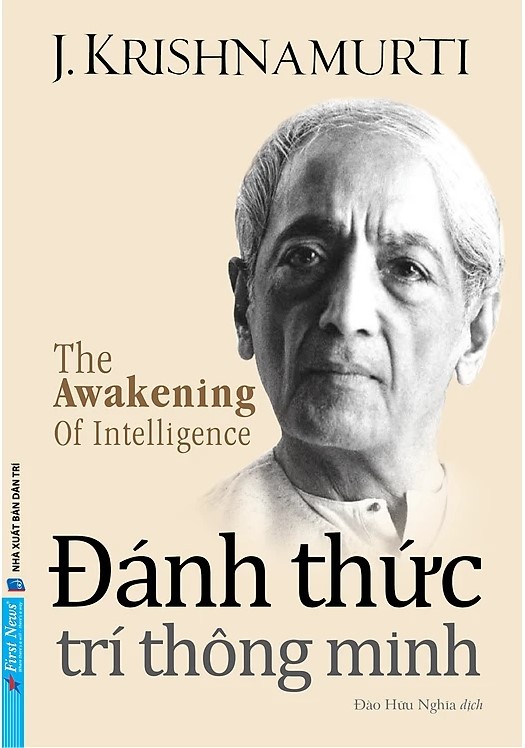 J. KRISHNAMURTI
The
Awakening
Of Intelligence
Đánh thức
trí thông minh
Đào Hữu Nghĩa dịch
NHÀ XUẤT BẢN DÂN TRÍ
First News